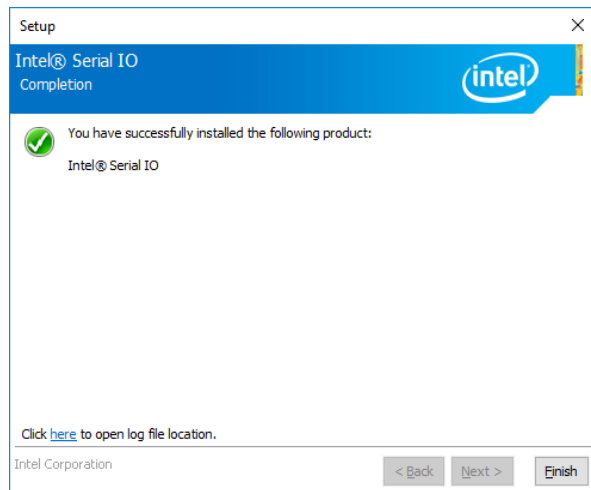 Setup
Intel® Serial IO
Completion
intel
You have successfully installed the following product:
Intel® Serial IO
Click here to open log file location.
Intel Corporation
< Back
Next >
Finish